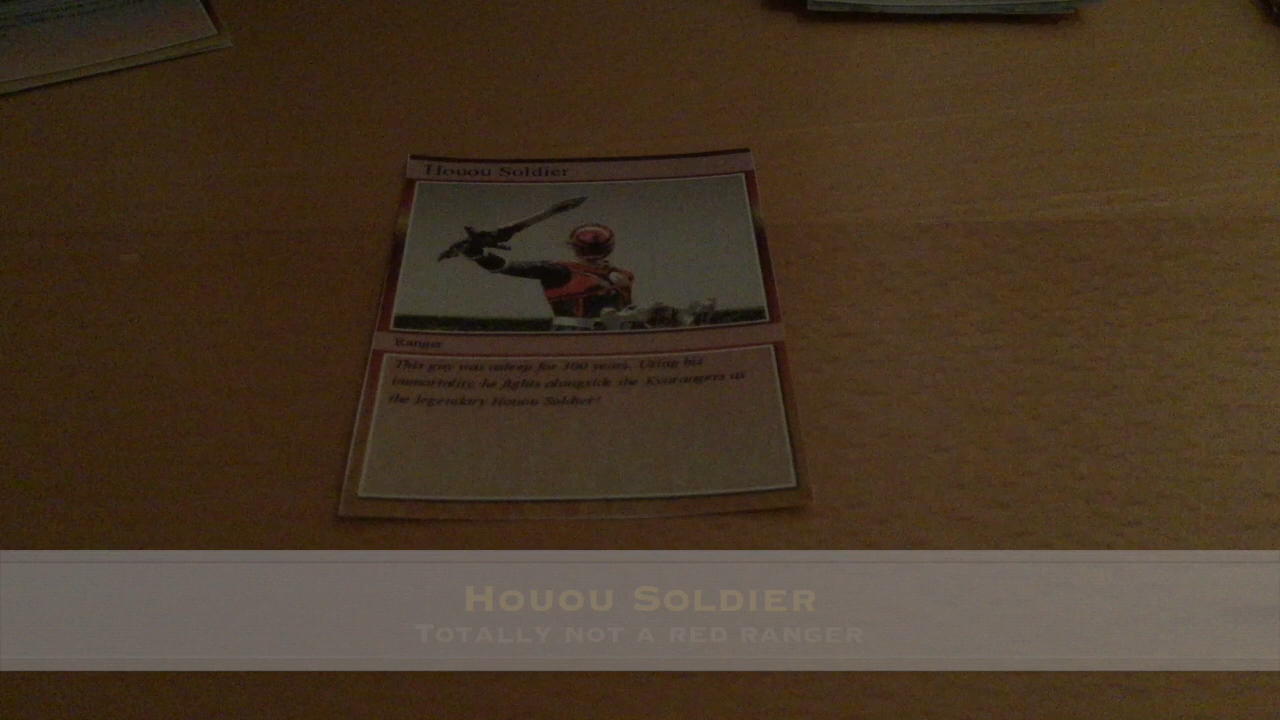 Houou Soldier
Ranger
This guy was asleep for 300 years. Using his
immortality, he fights alongside the Kyurangers as
the legendary Houou Soldier!
Houou Soldier
Totally not a red ranger